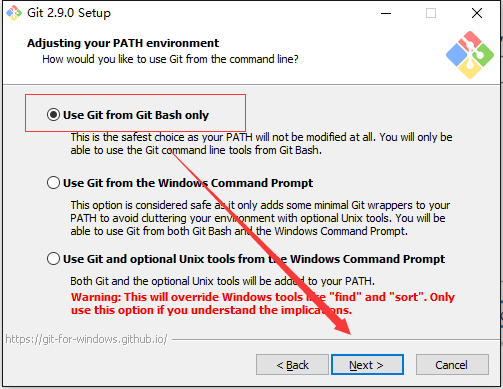 Git 2.9.0 Setup
Adjusting your PATH environment
How would you like to use Git from the command line?
Use Git from Git Bash only
This is the safest choice as your PATH will not be modified at all. You will only
be able to use the Git command line tools from Git Bash.
Use Git from the Windows Command Prompt
This option is considered safe as it only adds some minimal Git wrappers to your
PATH to avoid cluttering your environment with optional Unix tools. You will be
able to use Git from both Git Bash and the Windows Command Prompt.
Use Git and optional Unix tools from the Windows Command Prompt
Both Git and the optional Unix tools will be added to your PATH.
Warning: This will override Windows tools like "find" and "sort". Only
use this option if you understand the implications.
https://git-for-windows.github.io/
< Back
Next >
Cancel